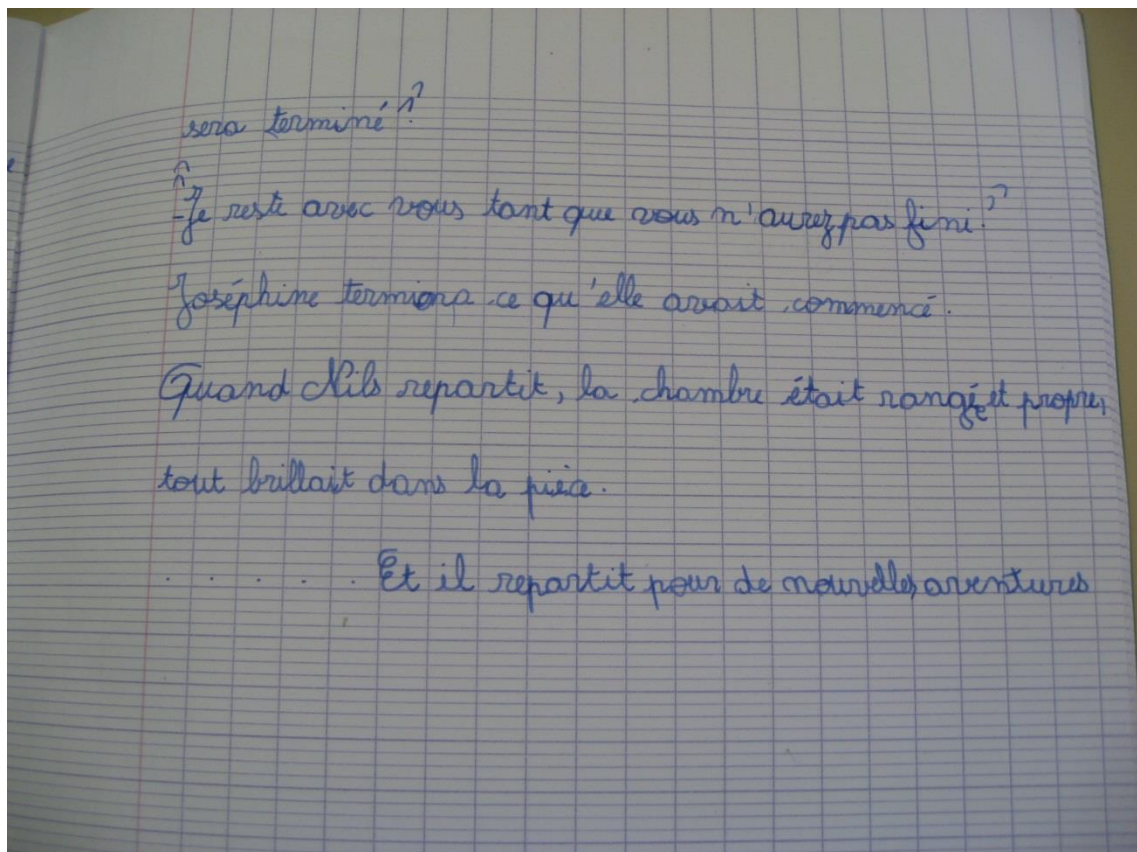 sera terminé ??
-Je reste avec vous tant que vous n'aurez pas fini.
Joséphine termiona ce qu'elle avait commencé.
Quand Nils repartit, la chambre était rangée et propre,
tout brillait dans la pièce.
. . . . . Et il repartit pour de nouvelles aventures